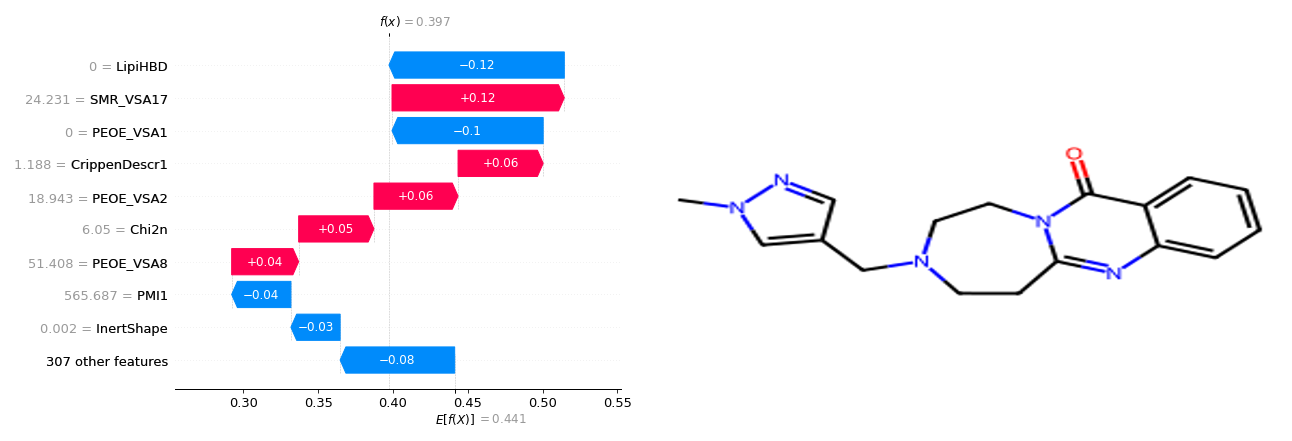 f(x) = 0.397
0 = LipiHBD
−0.12
24.231 = SMR_VSA17
+0.12
0 = PEOE_VSA1
−0.1
1.188 = CrippenDescr1
+0.06
18.943 = PEOE_VSA2
+0.06
6.05 = Chi2n
+0.05
51.408 = PEOE_VSA8
+0.04
565.687 = PMI1
−0.04
0.002 = InertShape
−0.03
307 other features
−0.08
0.30 0.35 0.40 0.45 0.50 0.55
E[f(X)] = 0.441
O
N
N
N
N
N